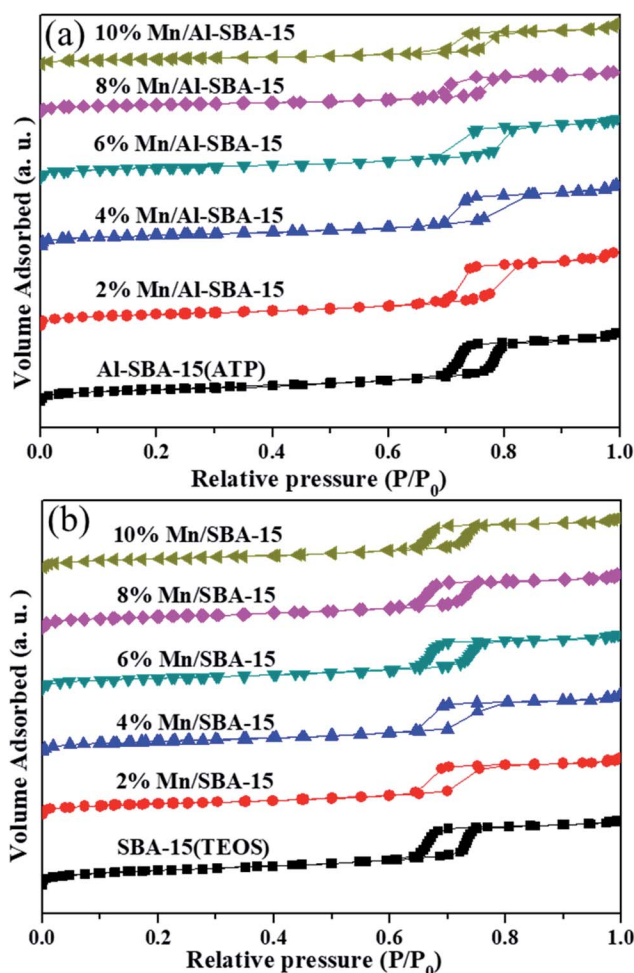 (a)
10% Mn/Al-SBA-15
8% Mn/Al-SBA-15
6% Mn/Al-SBA-15
4% Mn/Al-SBA-15
2% Mn/Al-SBA-15
Al-SBA-15(ATP)
Volume Adsorbed (a. u.)
0.0 0.2 0.4 0.6 0.8 1.0
Relative pressure (P/P₀)
(b)
10% Mn/SBA-15
8% Mn/SBA-15
6% Mn/SBA-15
4% Mn/SBA-15
2% Mn/SBA-15
SBA-15(TEOS)
Volume Adsorbed (a. u.)
0.0 0.2 0.4 0.6 0.8 1.0
Relative pressure (P/P₀)